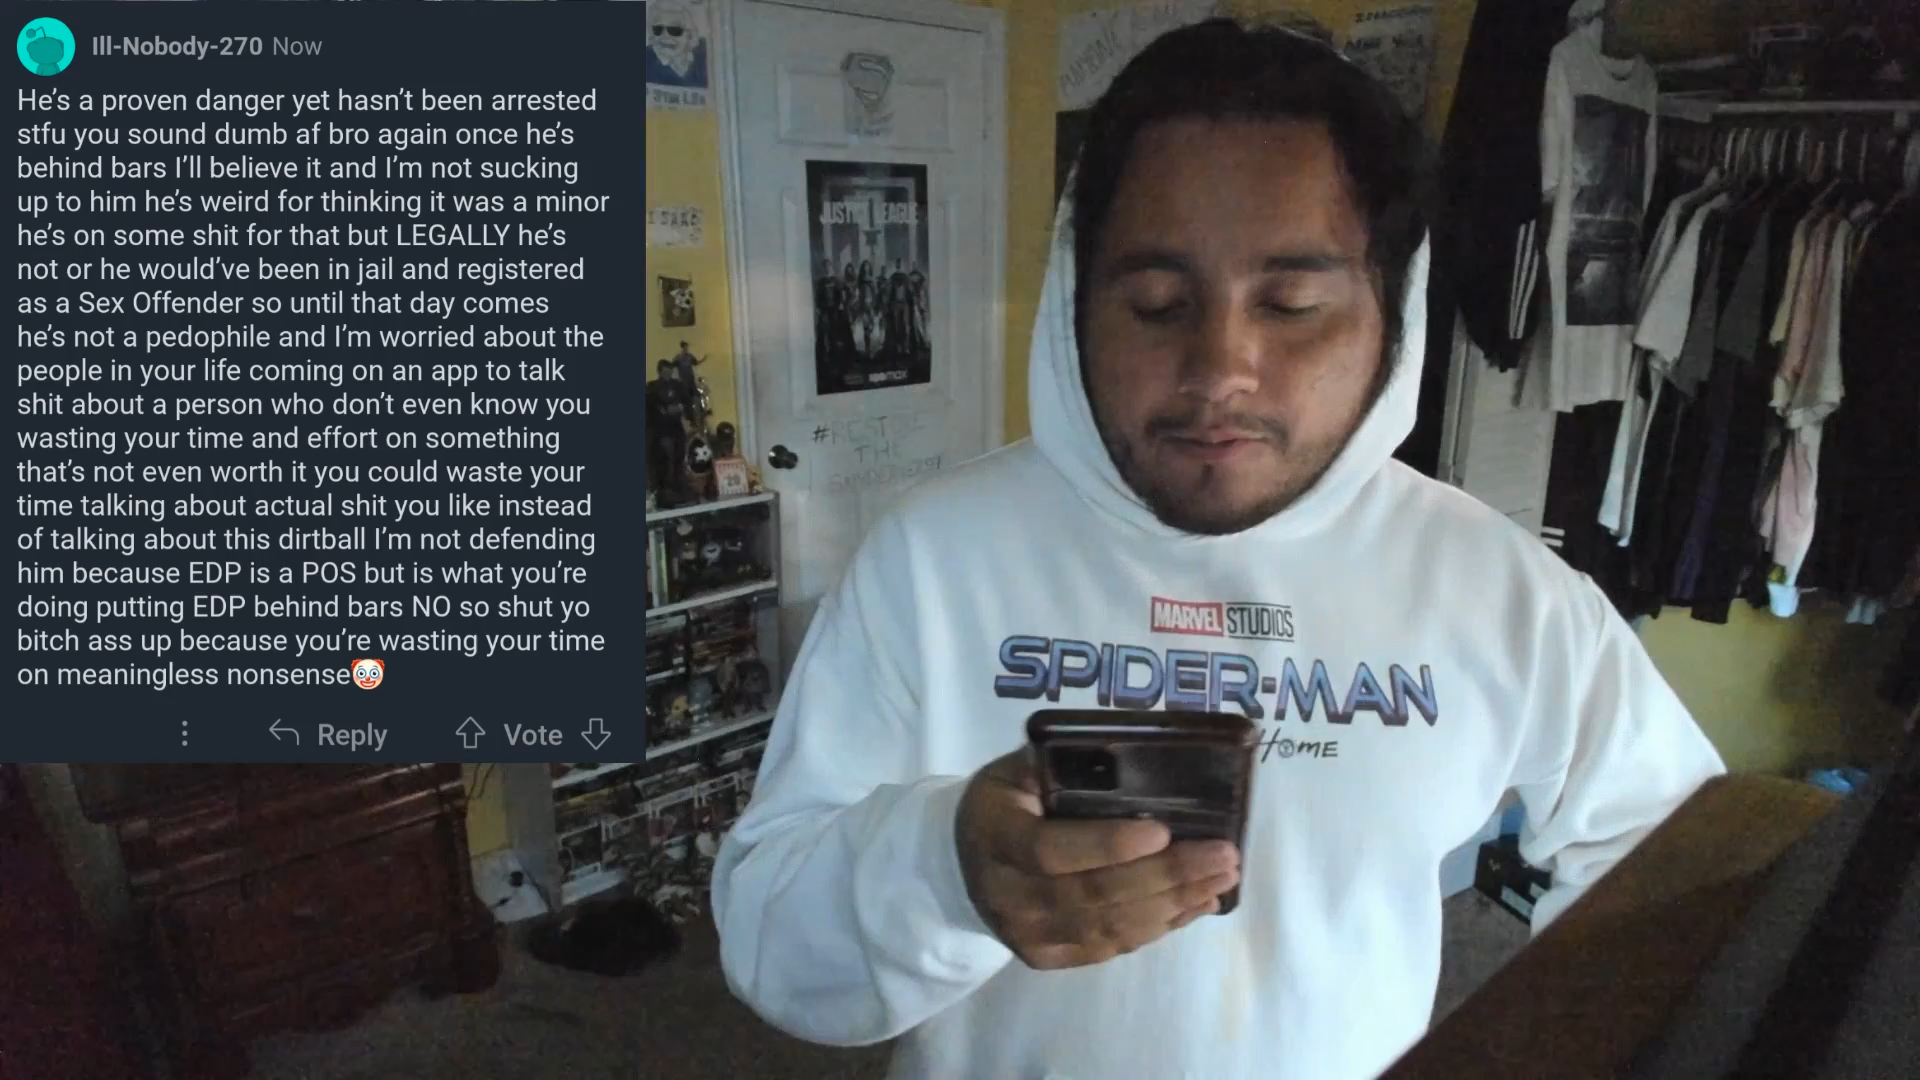 Ill-Nobody-270 Now
He's a proven danger yet hasn't been arrested
stfu you sound dumb af bro again once he's
behind bars I'll believe it and I'm not sucking
up to him he's weird for thinking it was a minor
he's on some shit for that but LEGALLY he's
not or he would've been in jail and registered
as a Sex Offender so until that day comes
he's not a pedophile and I'm worried about the
people in your life coming on an app to talk
shit about a person who don't even know you
wasting your time and effort on something
that's not even worth it you could waste your
time talking about actual shit you like instead
of talking about this dirtball I'm not defending
him because EDP is a POS but is what you're
doing putting EDP behind bars NO so shut yo
bitch ass up because you're wasting your time
on meaningless nonsense🤡
Reply Vote
JUSTICE LEAGUE
hbomax
#RESTORE
THE
MARVEL STUDIOS
SPIDER-MAN
HOME